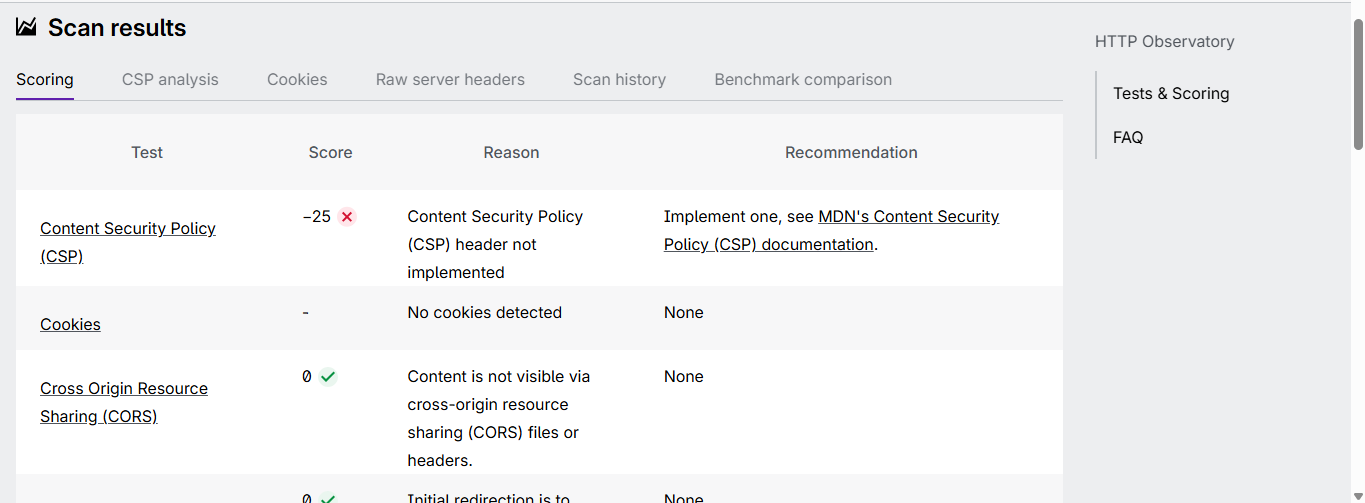 Scan results
HTTP Observatory
Scoring CSP analysis Cookies Raw server headers Scan history Benchmark comparison
Tests & Scoring
FAQ
Test Score Reason Recommendation
Content Security Policy
(CSP)
−25
Content Security Policy
(CSP) header not
implemented
Implement one, see MDN's Content Security
Policy (CSP) documentation.
Cookies
-
No cookies detected
None
Cross Origin Resource
Sharing (CORS)
0
Content is not visible via
cross-origin resource
sharing (CORS) files or
headers.
None
0
Initial redirection is to
None